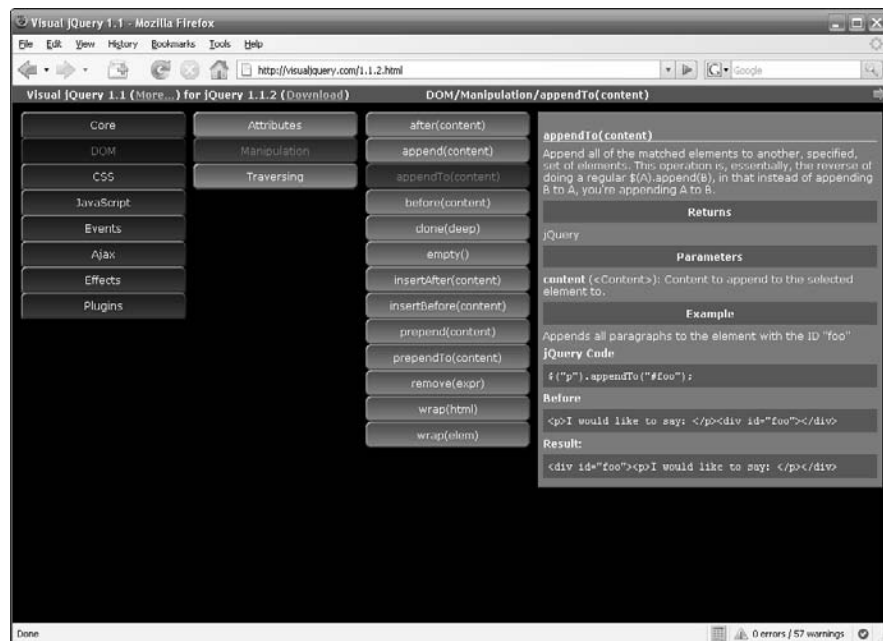 Visual jQuery 1.1 - Mozilla Firefox
File Edit View History Bookmarks Tools Help
http://visualjquery.com/1.1.2.html
Google
Visual jQuery 1.1 (More...) for jQuery 1.1.2 (Download) DOM/Manipulation/appendTo(content)
Core
DOM
CSS
JavaScript
Events
Ajax
Effects
Plugins
Attributes
Manipulation
Traversing
after(content)
append(content)
appendTo(content)
before(content)
clone(deep)
empty()
insertAfter(content)
insertBefore(content)
prepend(content)
prependTo(content)
remove(expr)
wrap(html)
wrap(elem)
appendTo(content)
Append all of the matched elements to another, specified,
set of elements. This operation is, essentially, the reverse of
doing a regular $(A).append(B), in that instead of appending
B to A, you're appending A to B.
Returns
jQuery
Parameters
content (<Content>): Content to append to the selected
element to.
Example
Appends all paragraphs to the element with the ID "foo"
jQuery Code
$("p").appendTo("#foo");
Before
<p>I would like to say: </p><div id="foo"></div>
Result:
<div id="foo"><p>I would like to say: </p></div>
Done
0 errors / 57 warnings